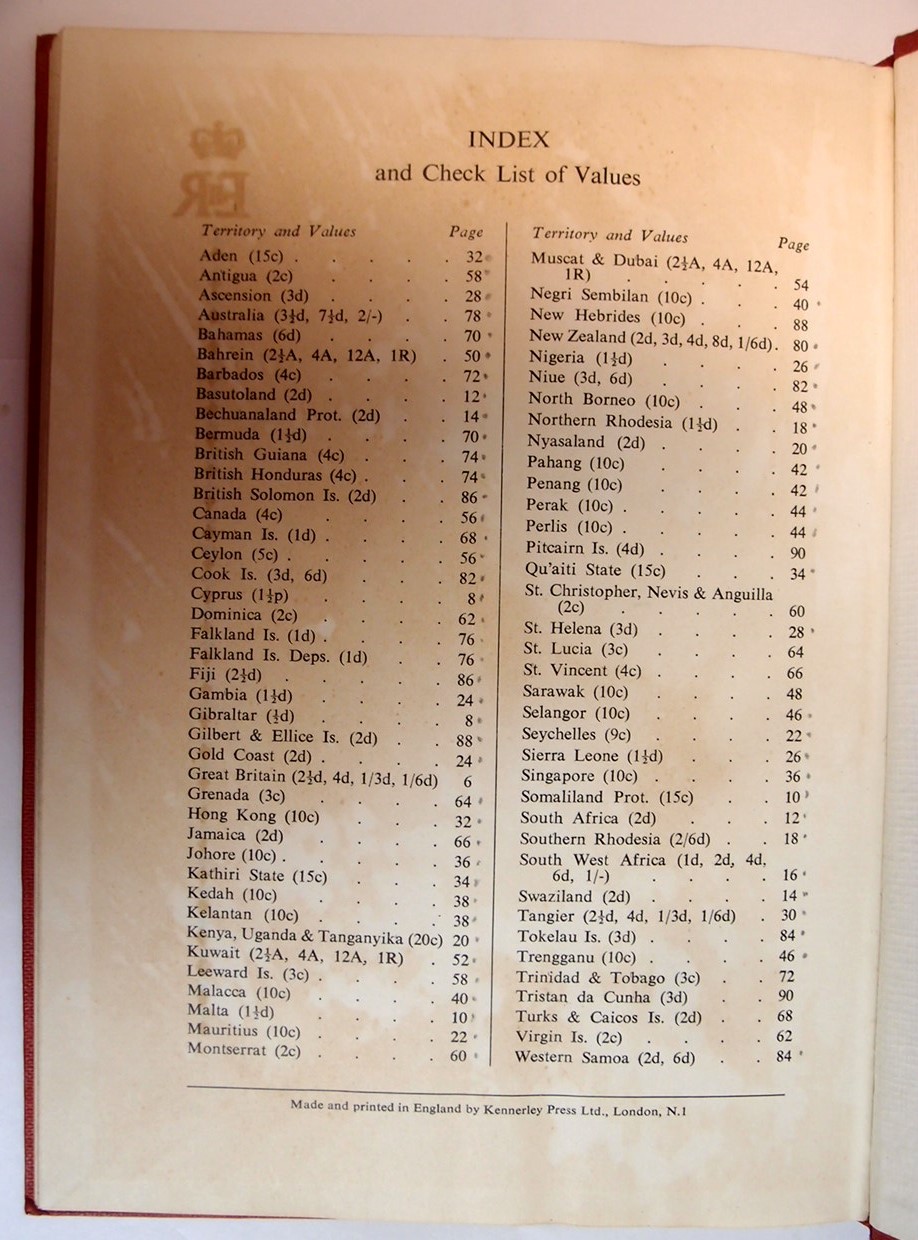 INDEX
and Check List of Values
Territory and Values Page
Aden (15c) . . . . . 32
Antigua (2c) . . . . 58
Ascension (3d) . . . . 28
Australia (3½d, 7½d, 2/-) . . 78
Bahamas (6d) . . . . 70
Bahrein (2½A, 4A, 12A, 1R) . 50
Barbados (4c) . . . . 72
Basutoland (2d) . . . . 12
Bechuanaland Prot. (2d) . . 14
Bermuda (1½d) . . . . 70
British Guiana (4c) . . . 74
British Honduras (4c) . . . 74
British Solomon Is. (2d) . . 86
Canada (4c) . . . . 56
Cayman Is. (1d) . . . . 68
Ceylon (5c) . . . . . 56
Cook Is. (3d, 6d) . . . 82
Cyprus (1½p) . . . . 8
Dominica (2c) . . . . 62
Falkland Is. (1d) . . . . 76
Falkland Is. Deps. (1d) . . 76
Fiji (2½d) . . . . . 86
Gambia (1½d) . . . . 24
Gibraltar (½d) . . . . 8
Gilbert & Ellice Is. (2d) . . 88
Gold Coast (2d) . . . . 24
Great Britain (2½d, 4d, 1/3d, 1/6d) 6
Grenada (3c) . . . . 64
Hong Kong (10c) . . . 32
Jamaica (2d) . . . . 66
Johore (10c) . . . . . 36
Kathiri State (15c) . . . 34
Kedah (10c) . . . . 38
Kelantan (10c) . . . . 38
Kenya, Uganda & Tanganyika (20c) 20
Kuwait (2½A, 4A, 12A, 1R) . 52
Leeward Is. (3c) . . . . 58
Malacca (10c) . . . . 40
Malta (1½d) . . . . 10
Mauritius (10c) . . . . 22
Montserrat (2c) . . . . 60
Territory and Values Page
Muscat & Dubai (2½A, 4A, 12A,
1R) . . . . . 54
Negri Sembilan (10c) . . . 40
New Hebrides (10c) . . . 88
New Zealand (2d, 3d, 4d, 8d, 1/6d) . 80
Nigeria (1½d) . . . . 26
Niue (3d, 6d) . . . . 82
North Borneo (10c) . . . 48
Northern Rhodesia (1½d) . . 18
Nyasaland (2d) . . . . 20
Pahang (10c) . . . . 42
Penang (10c) . . . . 42
Perak (10c) . . . . . 44
Perlis (10c) . . . . . 44
Pitcairn Is. (4d) . . . . 90
Qu'aiti State (15c) . . . 34
St. Christopher, Nevis & Anguilla
(2c) . . . . . 60
St. Helena (3d) . . . . 28
St. Lucia (3c) . . . . 64
St. Vincent (4c) . . . . 66
Sarawak (10c) . . . . 48
Selangor (10c) . . . . 46
Seychelles (9c) . . . . 22
Sierra Leone (1½d) . . . 26
Singapore (10c) . . . . 36
Somaliland Prot. (15c) . . 10
South Africa (2d) . . . 12
Southern Rhodesia (2/6d) . . 18
South West Africa (1d, 2d, 4d,
6d, 1/-) . . . . 16
Swaziland (2d) . . . . 14
Tangier (2½d, 4d, 1/3d, 1/6d) . 30
Tokelau Is. (3d) . . . . 84
Trengganu (10c) . . . . 46
Trinidad & Tobago (3c) . . 72
Tristan da Cunha (3d) . . 90
Turks & Caicos Is. (2d) . . 68
Virgin Is. (2c) . . . . 62
Western Samoa (2d, 6d) . . 84
Made and printed in England by Kennerley Press Ltd., London, N.1